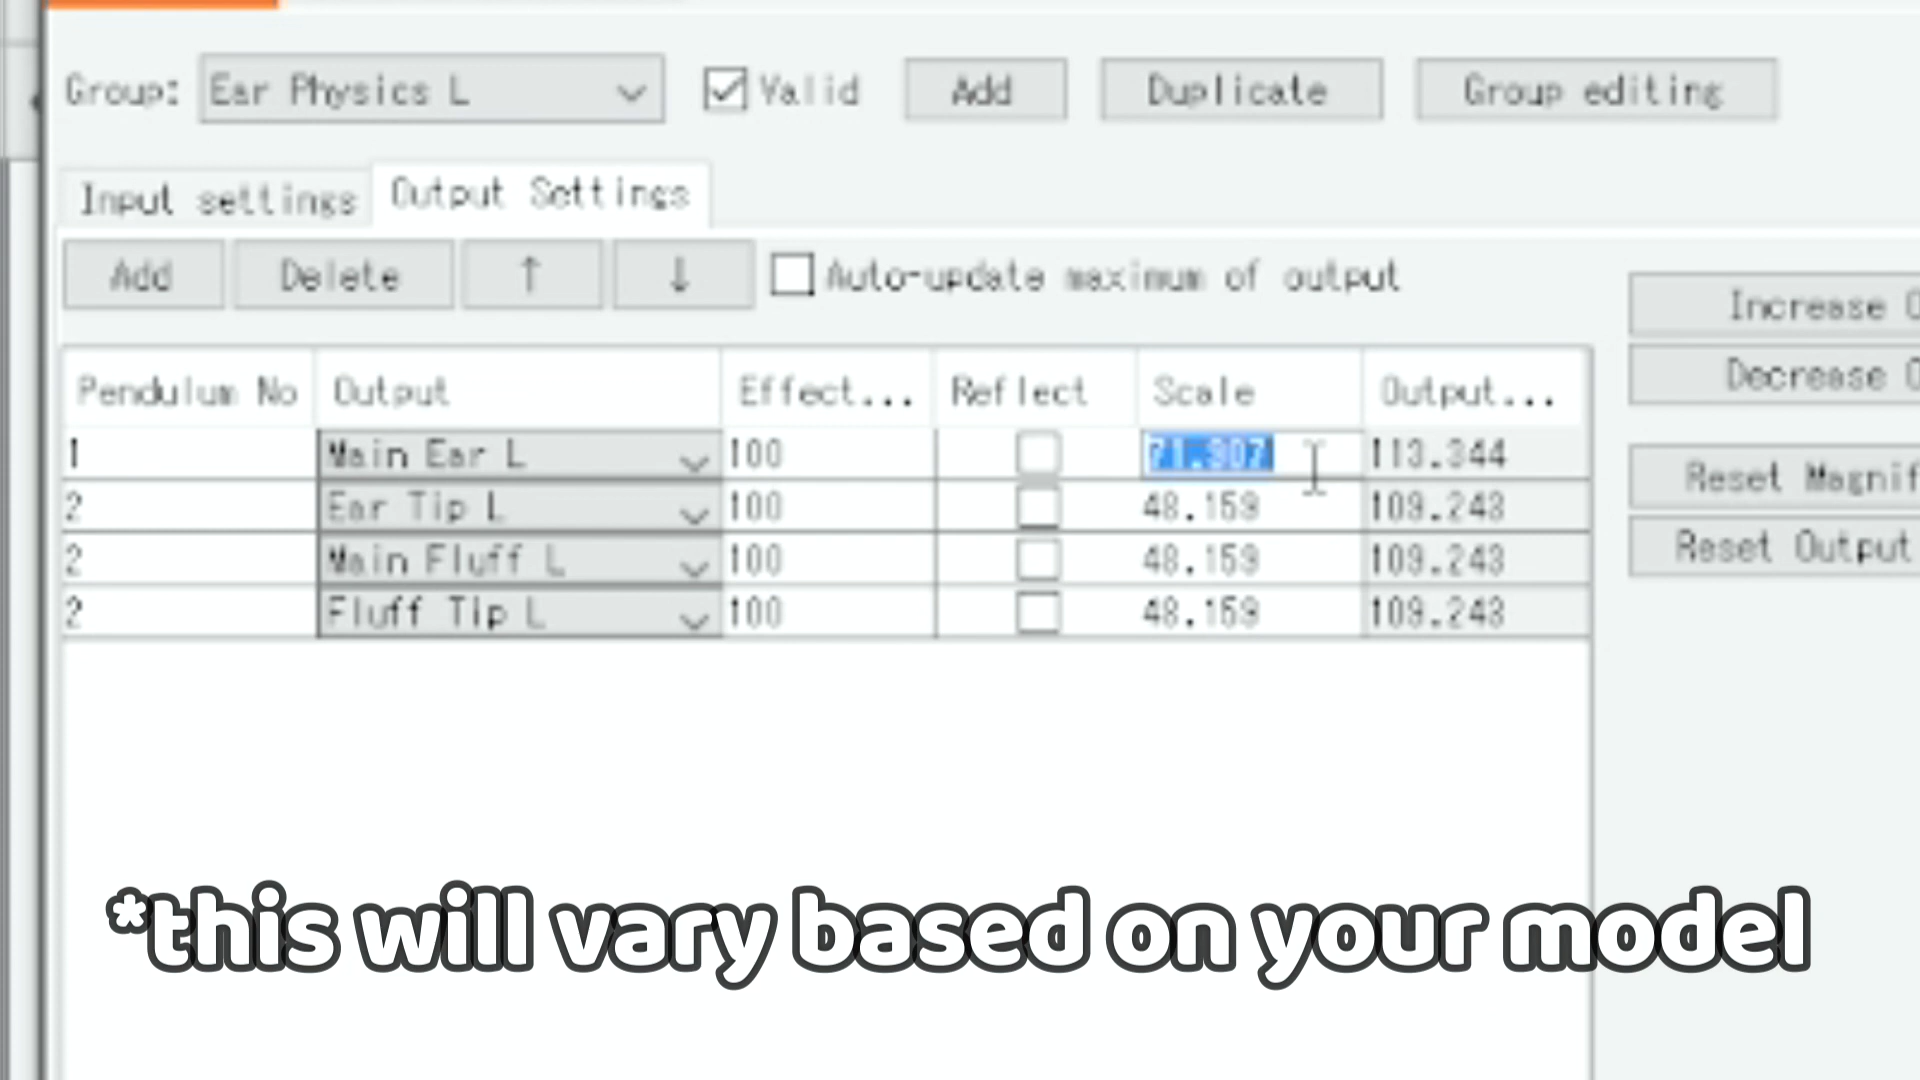 Group: Ear Physics L Valid Add Duplicate Group editing
Input settings Output Settings
Add Delete ↑ ↓ Auto-update maximum of output
Increase O
Decrease O
Pendulum No Output Effect... Reflect Scale Output...
1 Main Ear L 100 71.907 113.344
2 Ear Tip L 100 48.159 109.243
2 Main Fluff L 100 48.159 109.243
2 Fluff Tip L 100 48.159 109.243
Reset Magnif
Reset Output
*this will vary based on your model